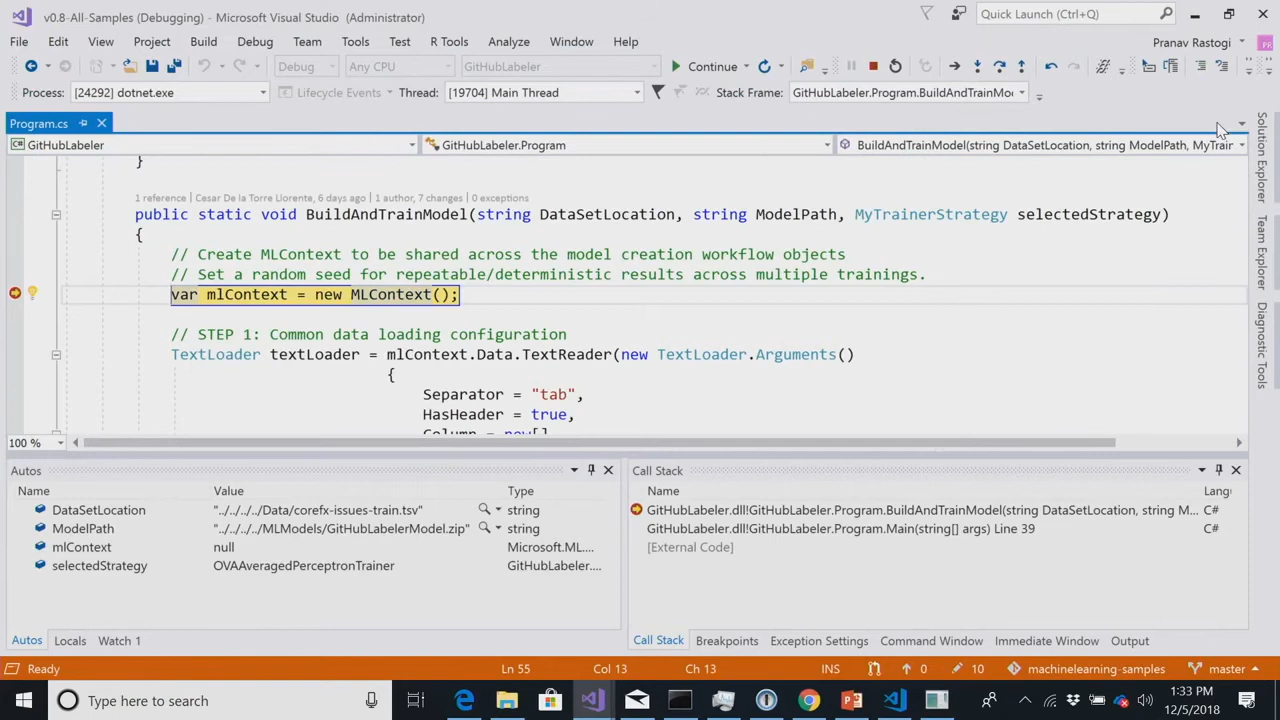 v0.8-All-Samples (Debugging) - Microsoft Visual Studio (Administrator)
Quick Launch (Ctrl+Q)
File Edit View Project Build Debug Team Tools Test R Tools Analyze Window Help
Pranav Rastogi PR
Debug Any CPU GitHubLabeler Continue
Process: [24292] dotnet.exe Lifecycle Events Thread: [19704] Main Thread Stack Frame: GitHubLabeler.Program.BuildAndTrainMo
Program.cs
GitHubLabeler GitHubLabeler.Program BuildAndTrainModel(string DataSetLocation, string ModelPath, MyTrain
}
1 reference | Cesar De la Torre Llorente, 6 days ago | 1 author, 7 changes | 0 exceptions
public static void BuildAndTrainModel(string DataSetLocation, string ModelPath, MyTrainerStrategy selectedStrategy)
{
// Create MLContext to be shared across the model creation workflow objects
// Set a random seed for repeatable/deterministic results across multiple trainings.
var mlContext = new MLContext();
// STEP 1: Common data loading configuration
TextLoader textLoader = mlContext.Data.TextReader(new TextLoader.Arguments()
{
Separator = "tab",
HasHeader = true,
Column = new[]
100 %
Solution Explorer
Team Explorer
Diagnostic Tools
Autos
Name Value Type
DataSetLocation "../../../../Data/corefx-issues-train.tsv" string
ModelPath "../../../../MLModels/GitHubLabelerModel.zip" string
mlContext null Microsoft.ML....
selectedStrategy OVAAveragedPerceptronTrainer GitHubLabeler....
Autos Locals Watch 1
Call Stack
Name Langu
GitHubLabeler.dll!GitHubLabeler.Program.BuildAndTrainModel(string DataSetLocation, string M... C#
GitHubLabeler.dll!GitHubLabeler.Program.Main(string[] args) Line 39 C#
[External Code]
Call Stack Breakpoints Exception Settings Command Window Immediate Window Output
Ready Ln 55 Col 13 Ch 13 INS 0 10 machinelearning-samples master
Type here to search
1:33 PM
12/5/2018